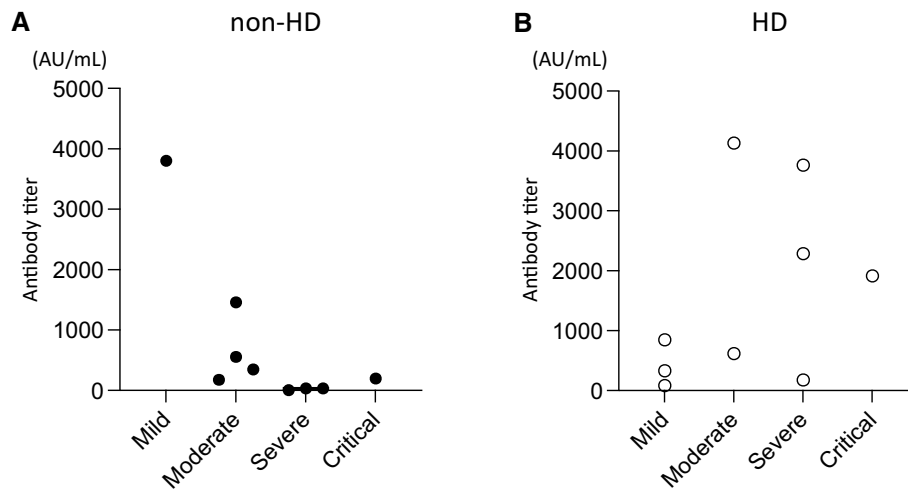 A
non-HD
(AU/mL)
Antibody titer
5000
4000
3000
2000
1000
0
Mild
Moderate
Severe
Critical
B
HD
(AU/mL)
Antibody titer
5000
4000
3000
2000
1000
0
Mild
Moderate
Severe
Critical